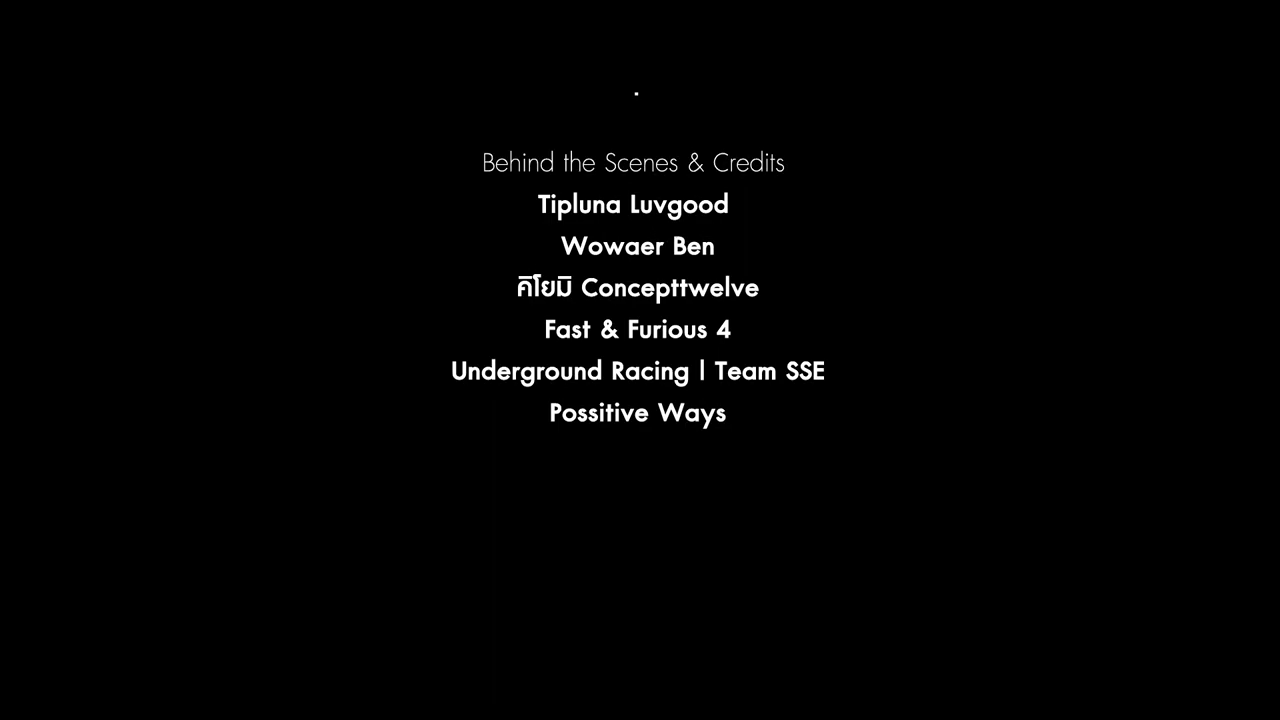 .
Behind the Scenes & Credits
Tipluna Luvgood
Wowaer Ben
คิโยมิ Concepttwelve
Fast & Furious 4
Underground Racing | Team SSE
Possitive Ways